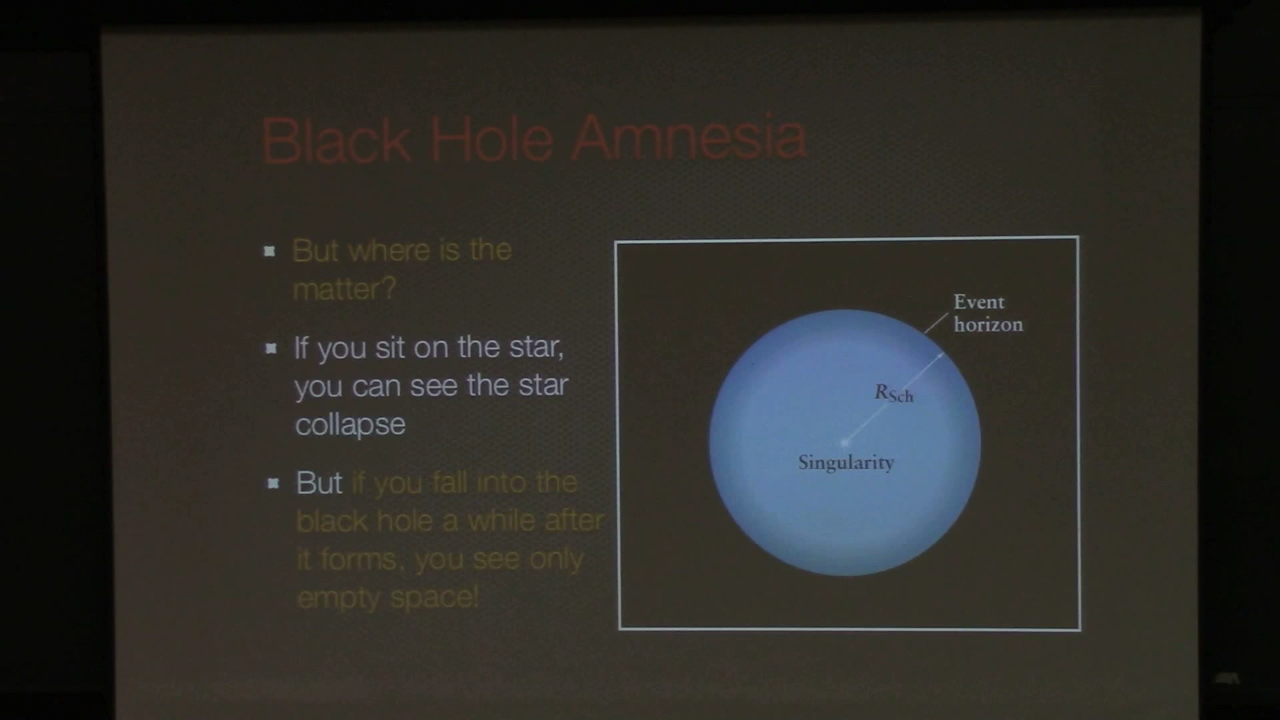 Black Hole Amnesia
But where is the
matter?
If you sit on the star,
you can see the star
collapse
But if you fall into the
black hole a while after
it forms, you see only
empty space!
Event
horizon
RSch
Singularity